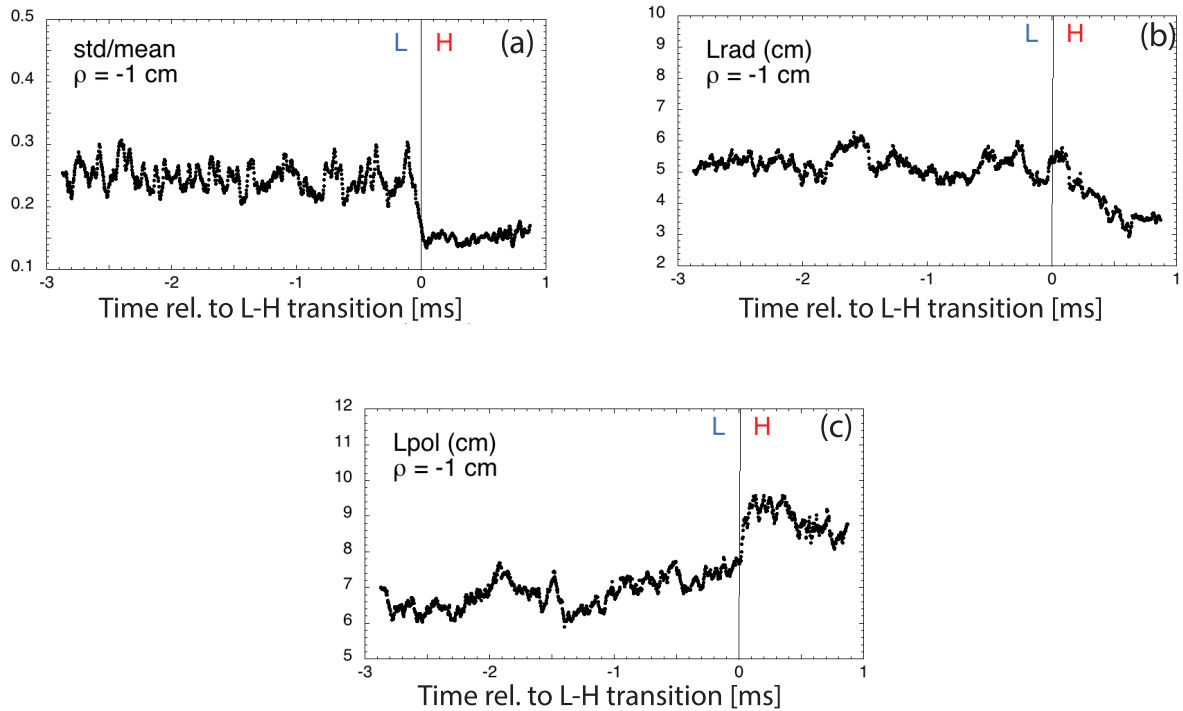 0.5
0.4
0.3
0.2
0.1
std/mean
ρ = -1 cm
L H (a)
-3 -2 -1 0 1
Time rel. to L-H transition [ms]
10
9
8
7
6
5
4
3
2
Lrad (cm)
ρ = -1 cm
L H (b)
-3 -2 -1 0 1
Time rel. to L-H transition [ms]
12
11
10
9
8
7
6
5
Lpol (cm)
ρ = -1 cm
L H (c)
-3 -2 -1 0 1
Time rel. to L-H transition [ms]